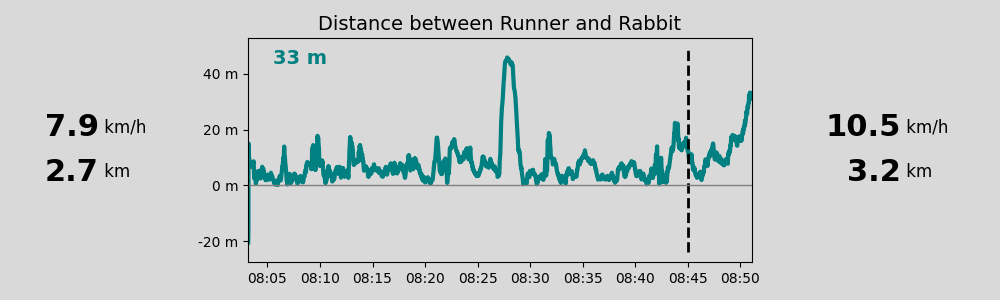 Distance between Runner and Rabbit
33 m
40 m
20 m
0 m
-20 m
08:05 08:10 08:15 08:20 08:25 08:30 08:35 08:40 08:45 08:50
7.9 km/h
2.7 km
10.5 km/h
3.2 km